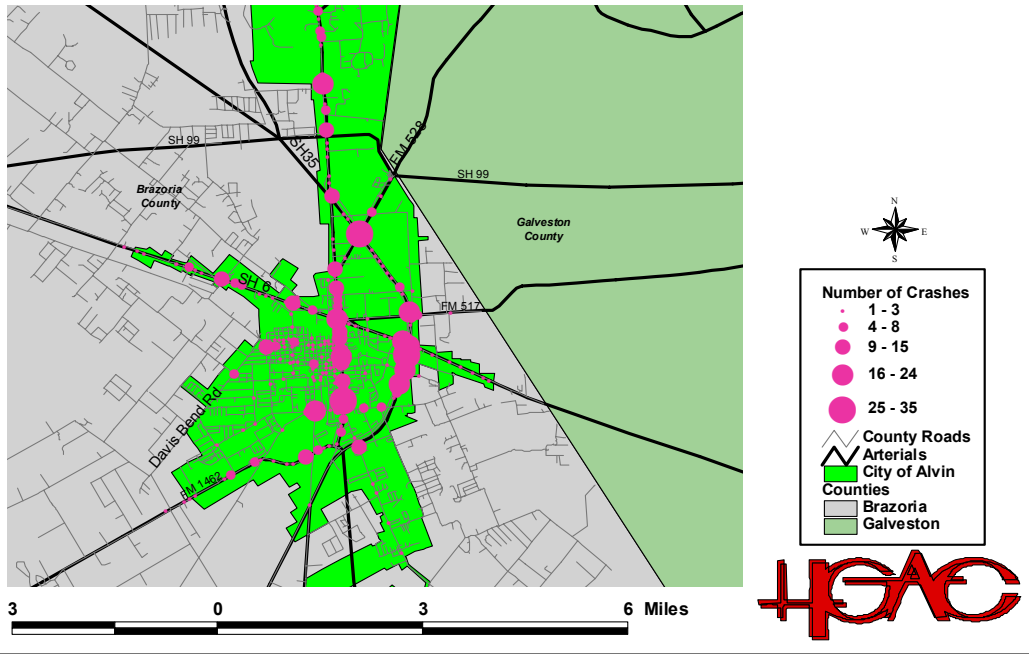 SH 99
SH35
FM 528
SH 99
Brazoria
County
Galveston
County
SH 6
FM 517
Davis Bend Rd
FM 1462
N
W
E
S
Number of Crashes
1 - 3
4 - 8
9 - 15
16 - 24
25 - 35
County Roads
Arterials
City of Alvin
Counties
Brazoria
Galveston
HGAC
3 0 3 6 Miles